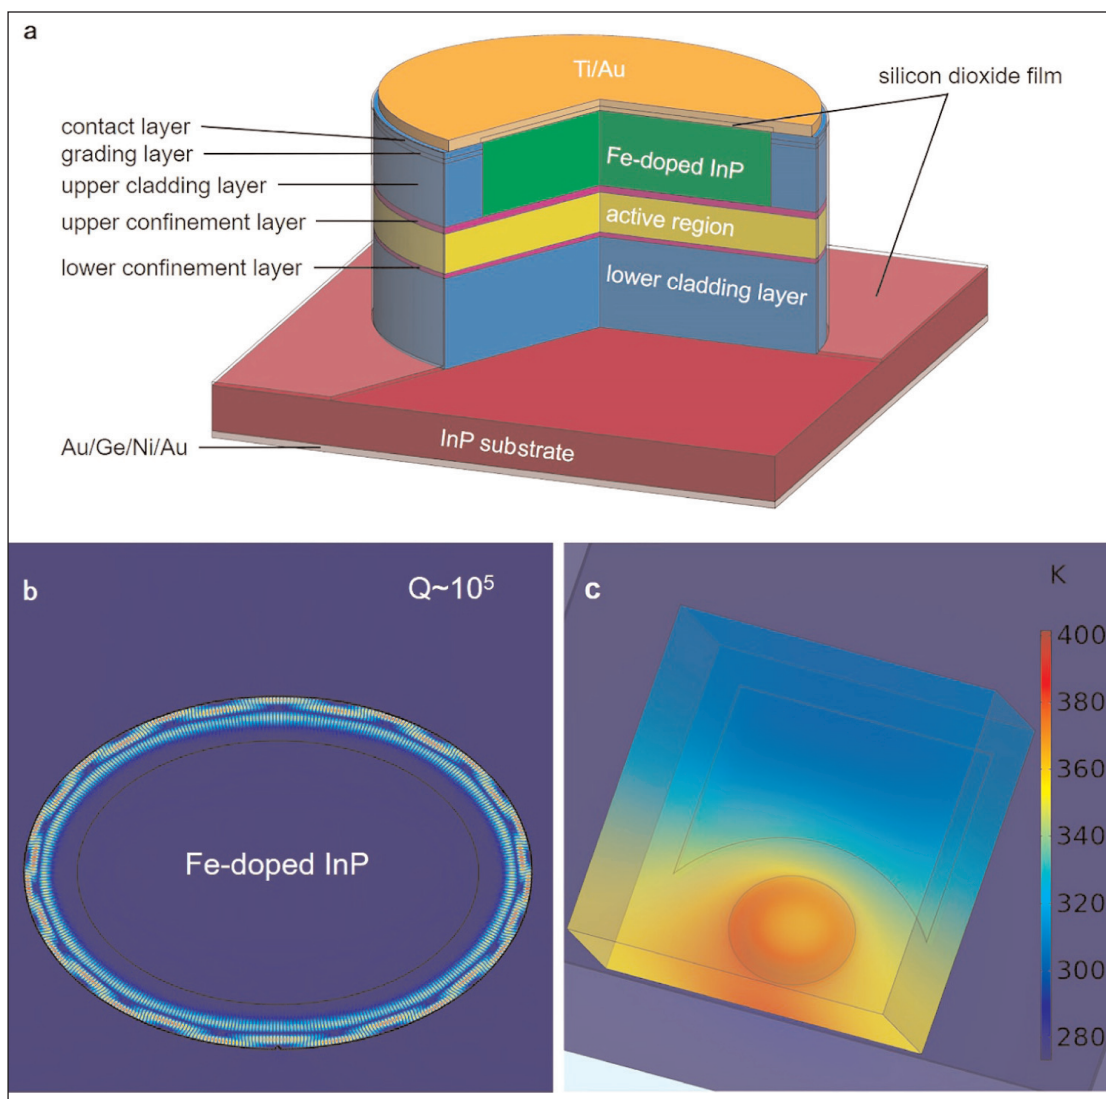 a
Ti/Au
silicon dioxide film
contact layer
grading layer
Fe-doped InP
upper cladding layer
upper confinement layer
active region
lower confinement layer
lower cladding layer
Au/Ge/Ni/Au
InP substrate
b
Q~10⁵
Fe-doped InP
c
K
400
380
360
340
320
300
280